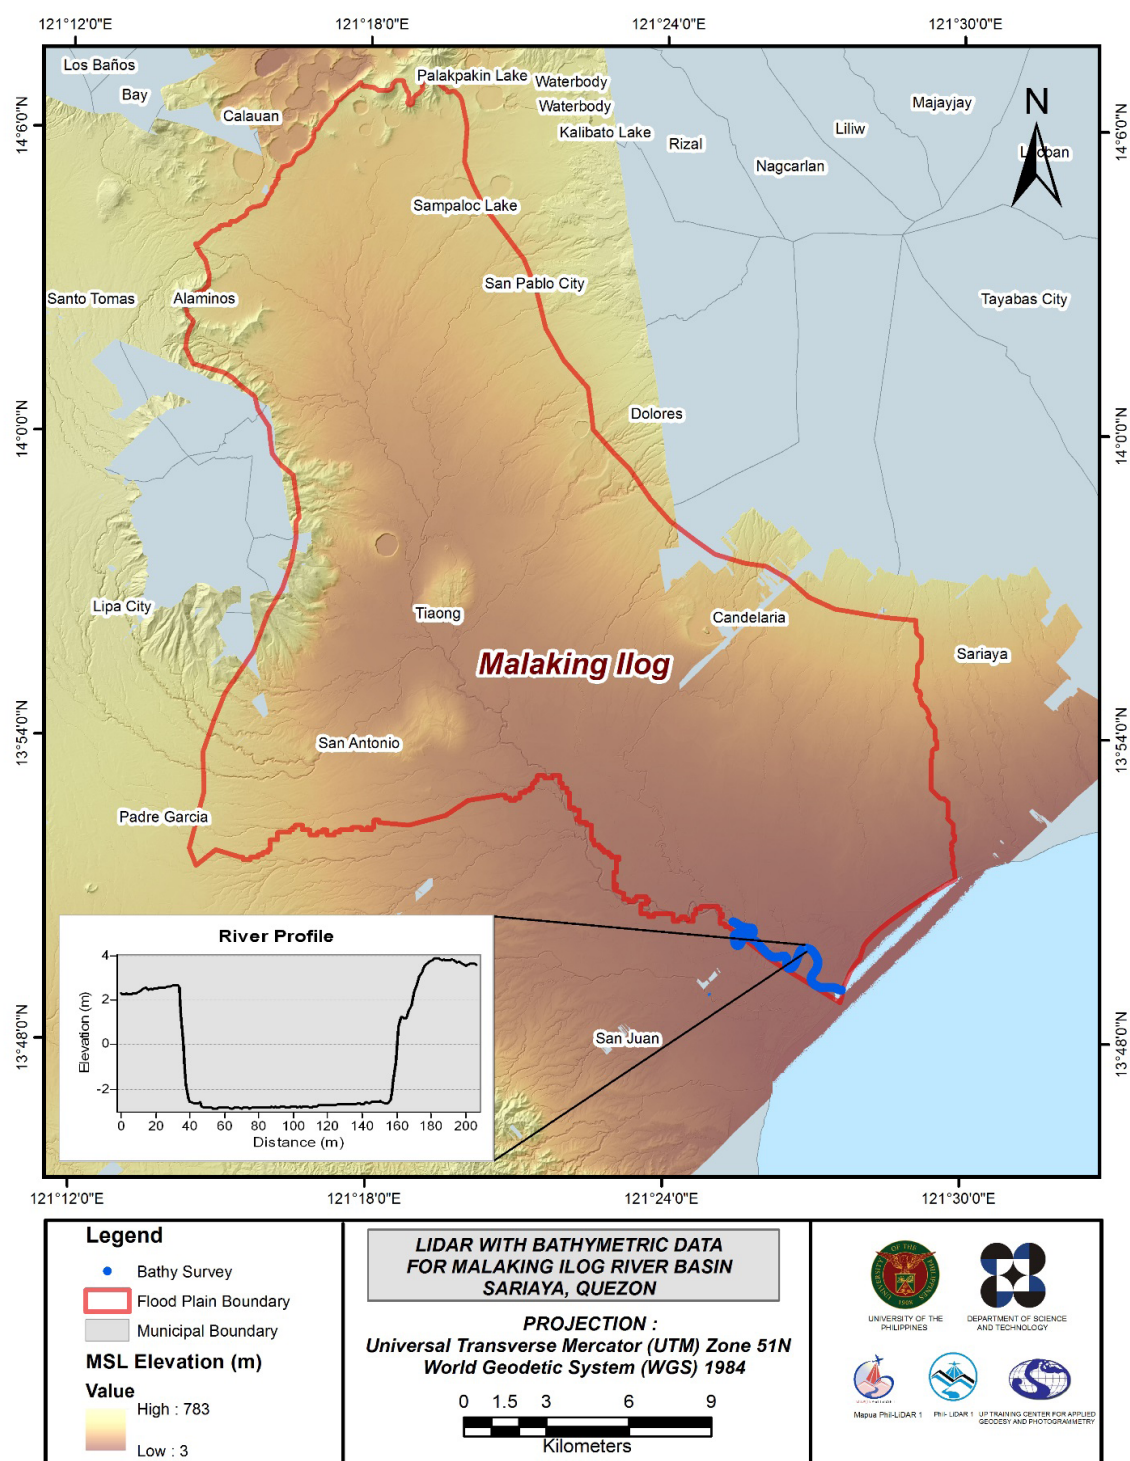 121°12'0"E 121°18'0"E 121°24'0"E 121°30'0"E
Los Baños
Palakpakin Lake
Waterbody
Bay
Waterbody
Majayjay
N
Calauan
14°6'0"N
Kalibato Lake
Liliw
14°6'0"N
Rizal
Nagcarlan
Sampaloc Lake
San Pablo City
Santo Tomas
Alaminos
Tayabas City
Dolores
14°0'0"N
14°0'0"N
Lipa City
Tiaong
Candelaria
Malaking Ilog
Sariaya
San Antonio
13°54'0"N
13°54'0"N
Padre Garcia
River Profile
4
2
0
-2
Elevation (m)
0 20 40 60 80 100 120 140 160 180 200
Distance (m)
San Juan
13°48'0"N
13°48'0"N
121°12'0"E 121°18'0"E 121°24'0"E 121°30'0"E
Legend
Bathy Survey
Flood Plain Boundary
Municipal Boundary
MSL Elevation (m)
Value
High : 783
Low : 3
LIDAR WITH BATHYMETRIC DATA
FOR MALAKING ILOG RIVER BASIN
SARIAYA, QUEZON
PROJECTION :
Universal Transverse Mercator (UTM) Zone 51N
World Geodetic System (WGS) 1984
0 1.5 3 6 9
Kilometers
UNIVERSITY OF THE
PHILIPPINES
DEPARTMENT OF SCIENCE
AND TECHNOLOGY
Mapua Phil-LiDAR 1
Phil- LiDAR 1
UP TRAINING CENTER FOR APPLIED
GEODESY AND PHOTOGRAMMETRY